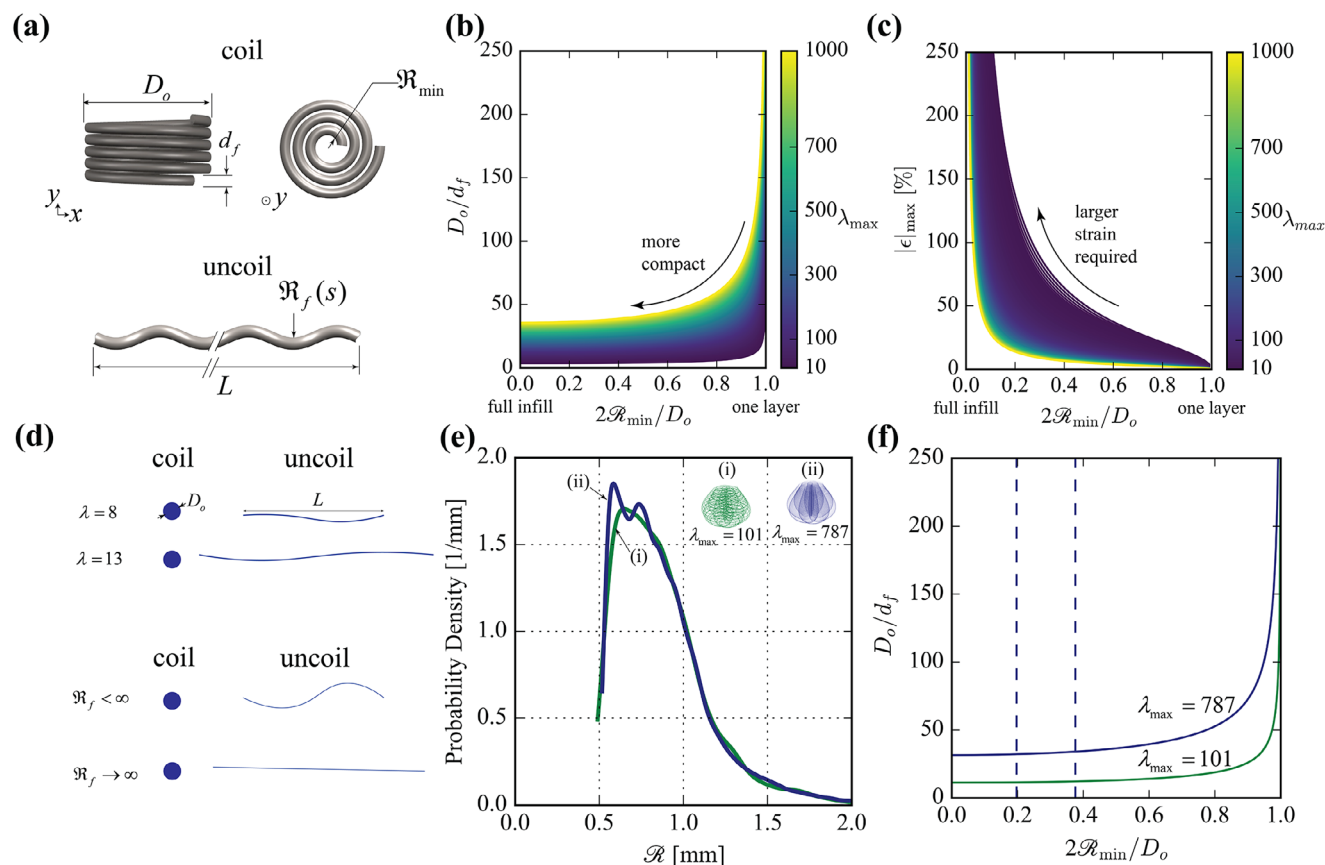 (a)
coil
D_o
ℜ_min
d_f
y
x
⊙ y
uncoil
ℜ_f(s)
L
(b)
250
200
150
100
50
0
D_o/d_f
more
compact
0.0 0.2 0.4 0.6 0.8 1.0
full infill 2ℛ_min/D_o one layer
1000
700
500
300
100
10
λ_max
(c)
250
200
150
100
50
0
|ϵ|_max [%]
larger
strain
required
0.0 0.2 0.4 0.6 0.8 1.0
full infill 2ℛ_min/D_o one layer
1000
700
500
300
100
10
λ_max
(d)
coil uncoil
λ = 8
D_o
L
λ = 13
coil uncoil
ℜ_f < ∞
ℜ_f → ∞
(e)
2.0
1.5
1.0
0.5
0.0
Probability Density [1/mm]
(ii)
(i)
(i) (ii)
λ_max = 101 λ_max = 787
0.0 0.5 1.0 1.5 2.0
ℛ [mm]
(f)
250
200
150
100
50
0
D_o/d_f
λ_max = 787
λ_max = 101
0.0 0.2 0.4 0.6 0.8 1.0
2ℛ_min/D_o